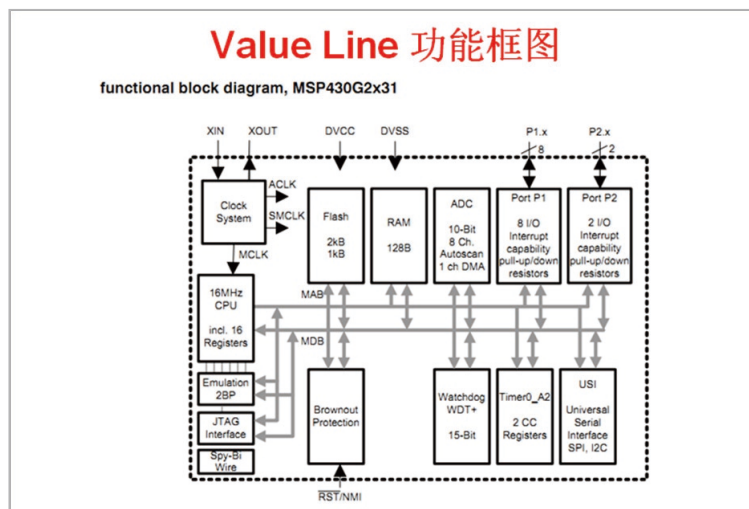 Value Line 功能框图
functional block diagram, MSP430G2x31
XIN
XOUT
DVCC
DVSS
P1.x
P2.x
8
2
Clock
System
ACLK
SMCLK
MCLK
Flash
2kB
1kB
RAM
128B
ADC
10-Bit
8 Ch.
Autoscan
1 ch DMA
Port P1
8 I/O
Interrupt
capability
pull-up/down
resistors
Port P2
2 I/O
Interrupt
capability
pull-up/down
resistors
16MHz
CPU
incl. 16
Registers
MAB
MDB
Emulation
2BP
JTAG
Interface
Spy-Bi
Wire
Brownout
Protection
Watchdog
WDT+
15-Bit
Timer0_A2
2 CC
Registers
USI
Universal
Serial
Interface
SPI, I2C
RST/NMI